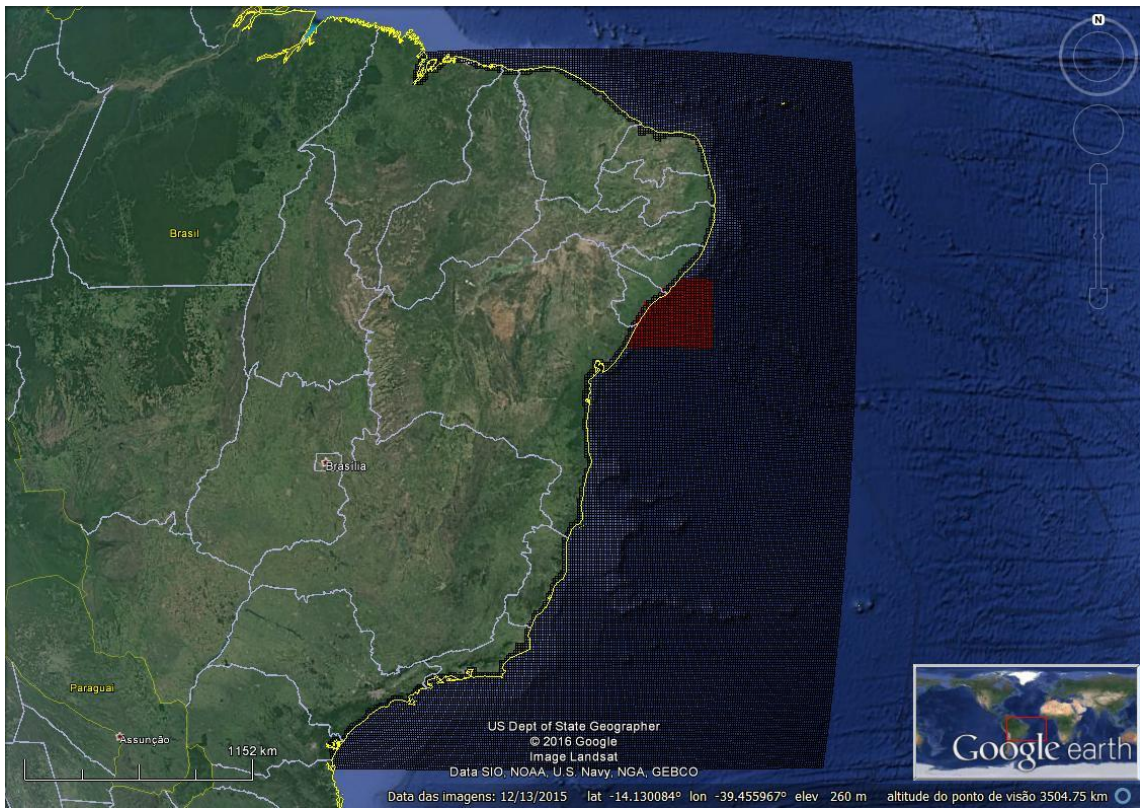 N
Brasil
Brasília
Paraguai
Assunção
1152 km
US Dept of State Geographer
© 2016 Google
Image Landsat
Data SIO, NOAA, U.S. Navy, NGA, GEBCO
Google earth
Data das imagens: 12/13/2015 lat -14.130084° lon -39.455967° elev 260 m altitude do ponto de visão 3504.75 km